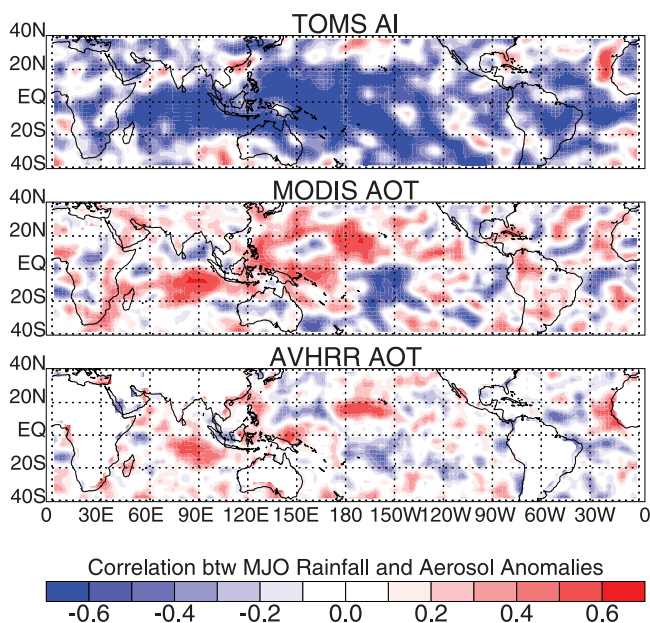 TOMS AI
40N
20N
EQ
20S
40S
MODIS AOT
40N
20N
EQ
20S
40S
AVHRR AOT
40N
20N
EQ
20S
40S
0 30E 60E 90E 120E 150E 180 150W 120W 90W 60W 30W 0
Correlation btw MJO Rainfall and Aerosol Anomalies
-0.6 -0.4 -0.2 0.0 0.2 0.4 0.6